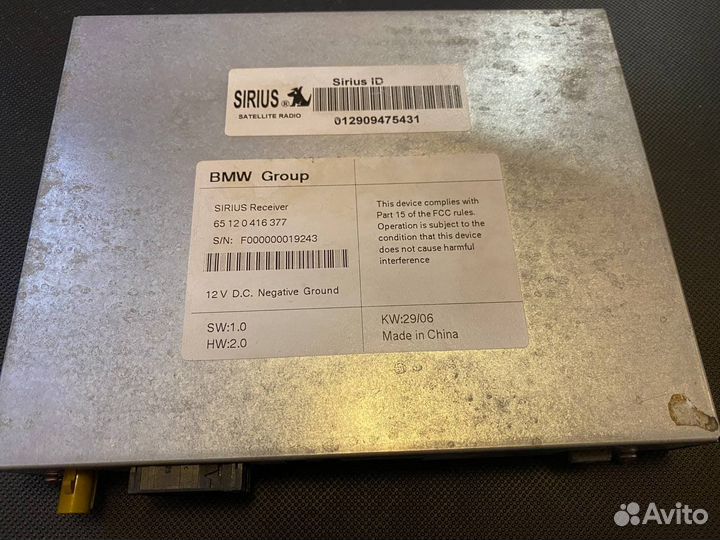 Sirius ID
SIRIUS®
SATELLITE RADIO
012909475431
BMW Group
SIRIUS Receiver
65 12 0 416 377
S/N: F000000019243
12 V D.C. Negative Ground
SW:1.0
HW:2.0
This device complies with
Part 15 of the FCC rules.
Operation is subject to the
condition that this device
does not cause harmful
interference
KW:29/06
Made in China
Avito